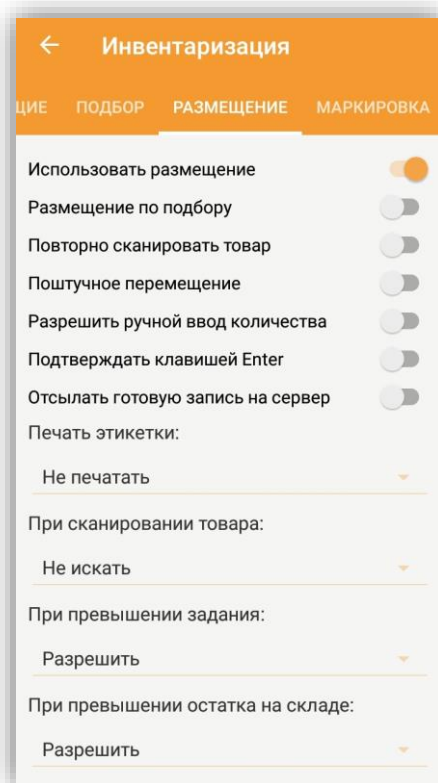 Инвентаризация
ЩИЕ ПОДБОР РАЗМЕЩЕНИЕ МАРКИРОВКА
Использовать размещение
Размещение по подбору
Повторно сканировать товар
Поштучное перемещение
Разрешить ручной ввод количества
Подтверждать клавишей Enter
Отсылать готовую запись на сервер
Печать этикетки:
Не печатать
При сканировании товара:
Не искать
При превышении задания:
Разрешить
При превышении остатка на складе:
Разрешить